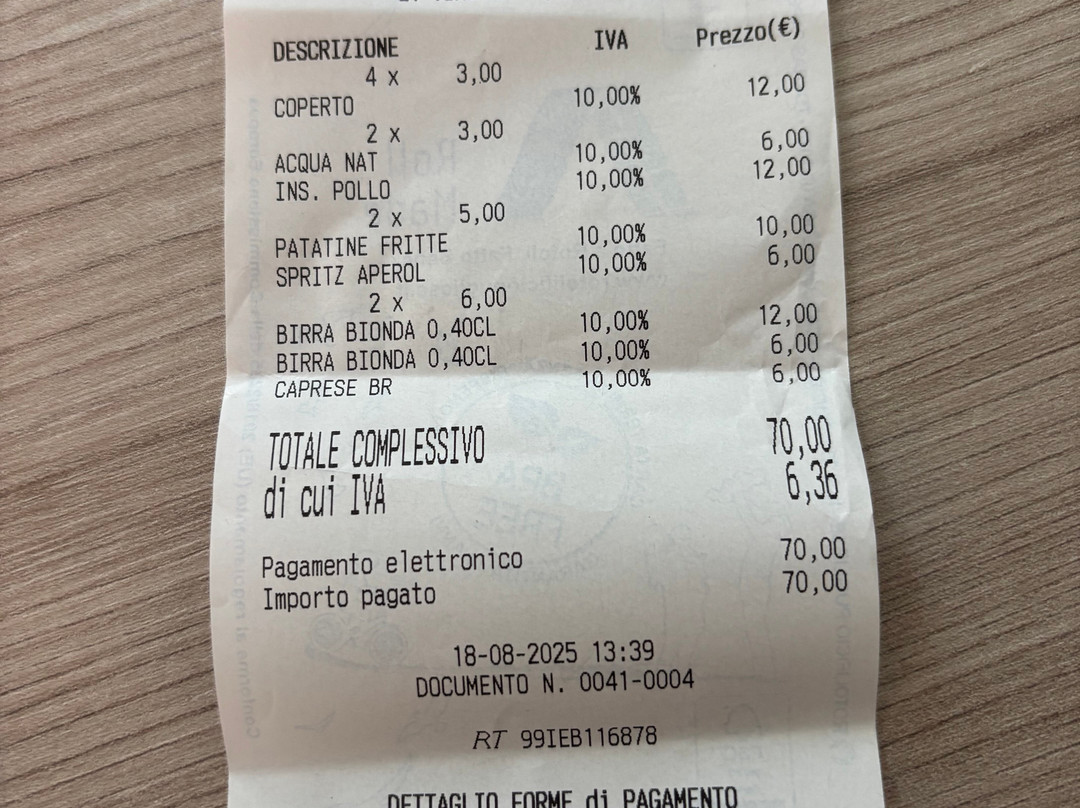 DESCRIZIONE IVA Prezzo(€)
4 x 3,00
COPERTO 10,00% 12,00
2 x 3,00
ACQUA NAT 10,00% 6,00
INS. POLLO 10,00% 12,00
2 x 5,00
PATATINE FRITTE 10,00% 10,00
SPRITZ APEROL 10,00% 6,00
2 x 6,00
BIRRA BIONDA 0,40CL 10,00% 12,00
BIRRA BIONDA 0,40CL 10,00% 6,00
CAPRESE BR 10,00% 6,00
TOTALE COMPLESSIVO 70,00
di cui IVA 6,36
Pagamento elettronico 70,00
Importo pagato 70,00
18-08-2025 13:39
DOCUMENTO N. 0041-0004
RT 99IEB116878
DETTAGLIO FORME di PAGAMENTO